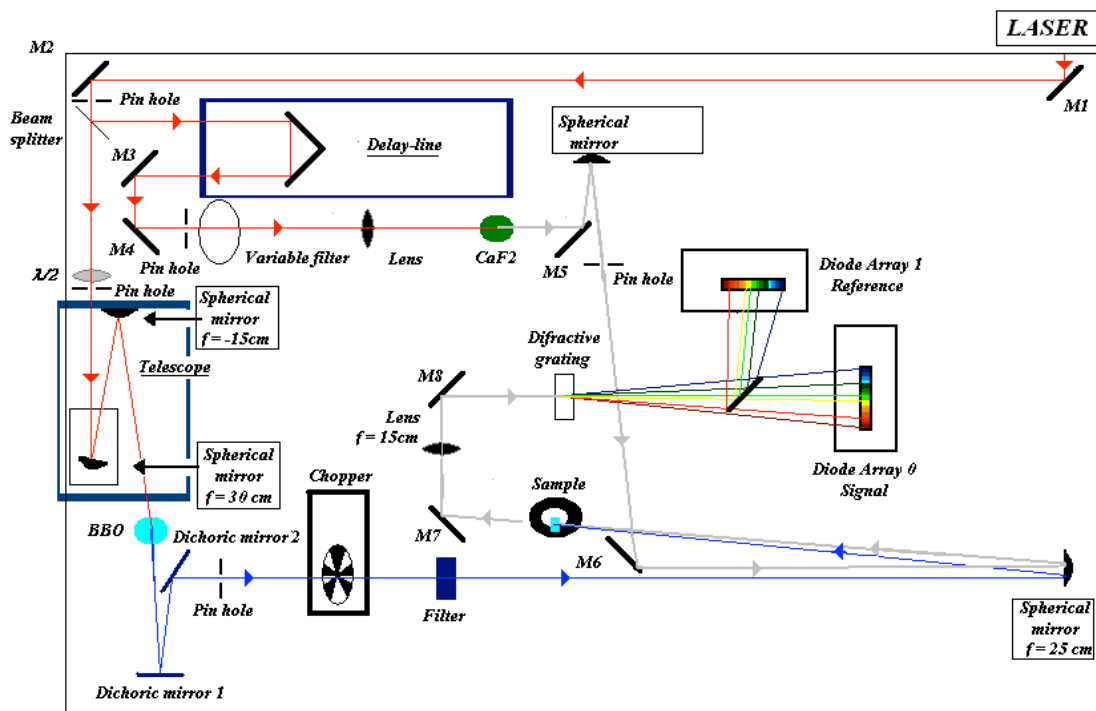 LASER
M2
M1
Pin hole
Beam
splitter
Delay-line
Spherical
mirror
M3
M4
Pin hole
Variable filter
Lens
CaF2
M5
Pin hole
Diode Array 1
Reference
λ/2
Pin hole
Spherical
mirror
f = -15cm
Telescope
Difractive
grating
M8
Lens
f = 15cm
Spherical
mirror
f = 30 cm
Diode Array 0
Signal
Chopper
Sample
BBO
Dichoric mirror 2
M7
M6
Pin hole
Filter
Spherical
mirror
f = 25 cm
Dichoric mirror 1